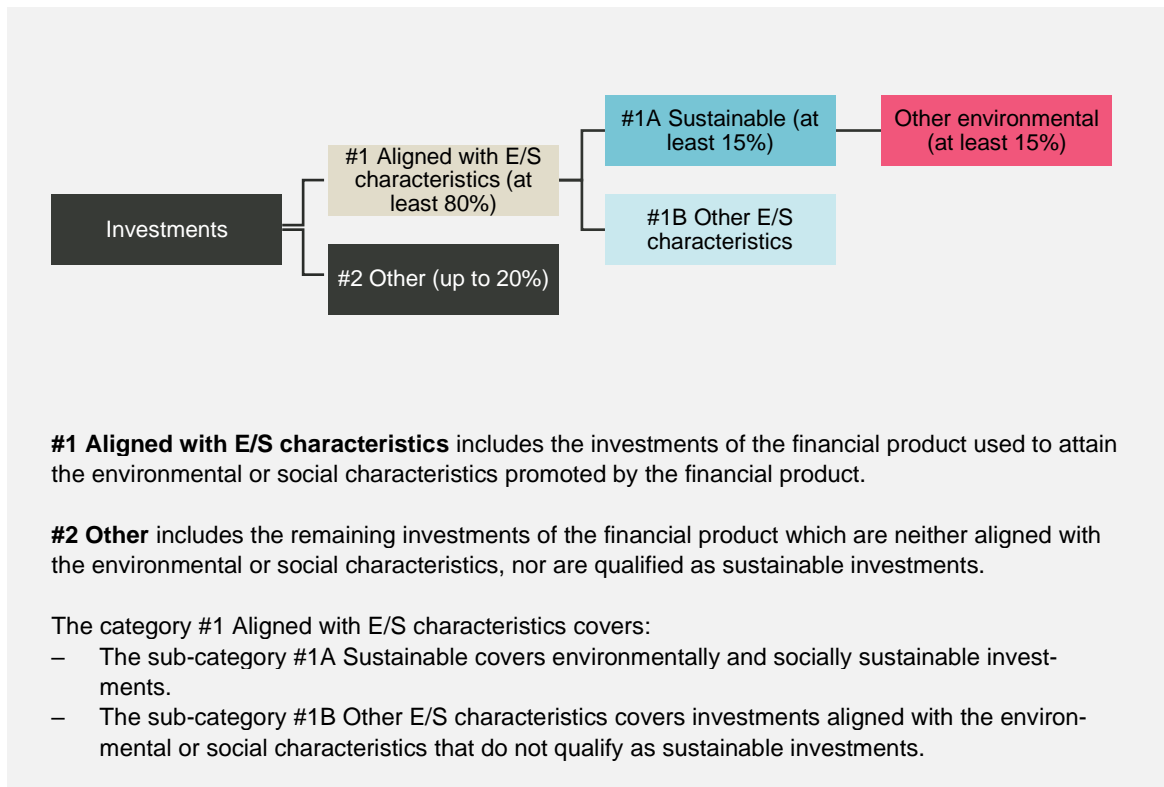 #1A Sustainable (at
least 15%)
Other environmental
(at least 15%)
#1 Aligned with E/S
characteristics (at
least 80%)
#1B Other E/S
characteristics
Investments
#2 Other (up to 20%)
#1 Aligned with E/S characteristics includes the investments of the financial product used to attain
the environmental or social characteristics promoted by the financial product.
#2 Other includes the remaining investments of the financial product which are neither aligned with
the environmental or social characteristics, nor are qualified as sustainable investments.
The category #1 Aligned with E/S characteristics covers:
– The sub-category #1A Sustainable covers environmentally and socially sustainable invest-
ments.
– The sub-category #1B Other E/S characteristics covers investments aligned with the environ-
mental or social characteristics that do not qualify as sustainable investments.